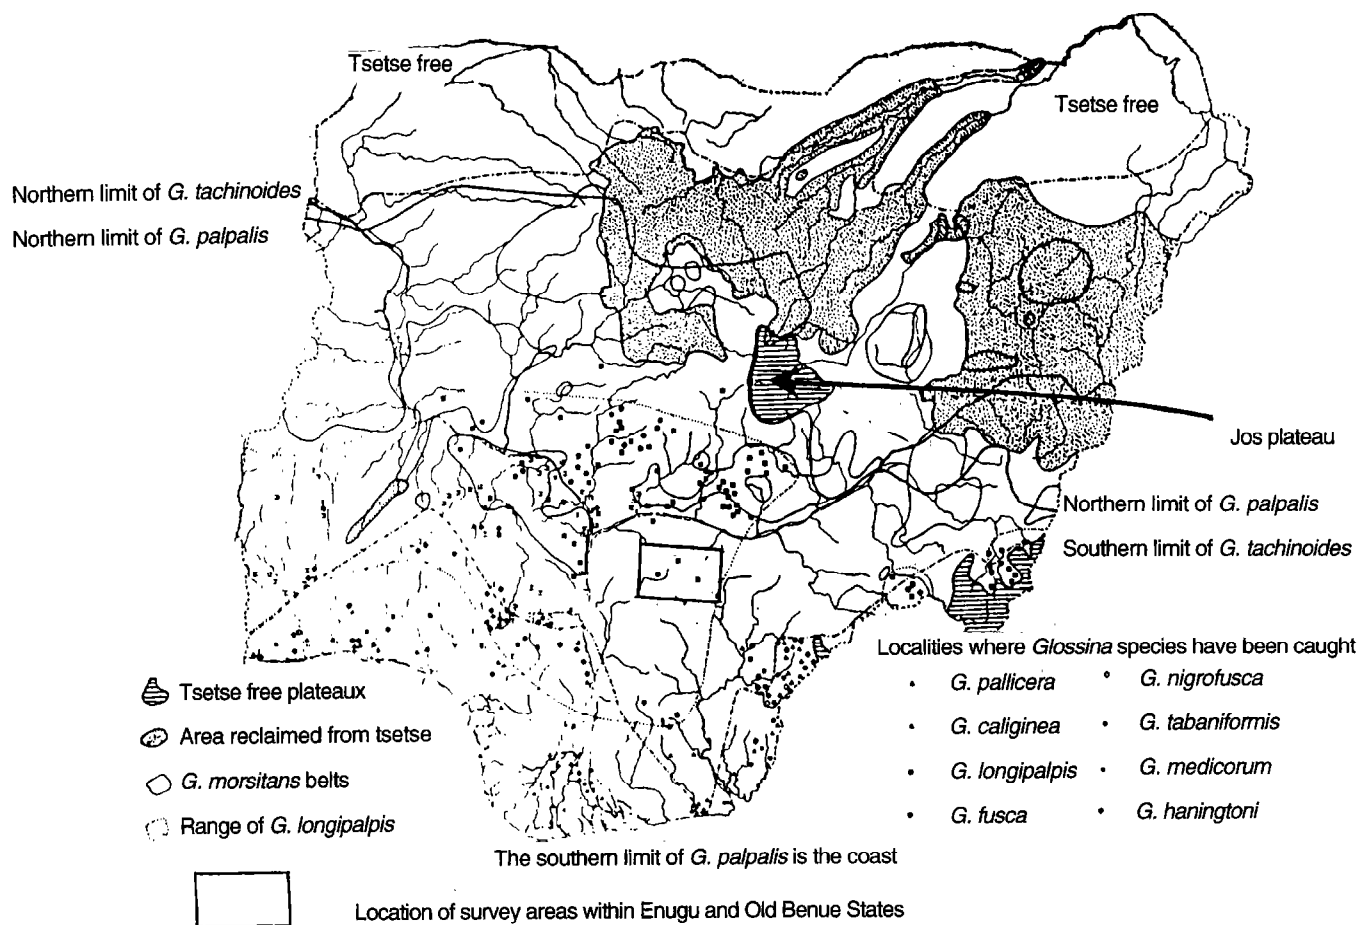 Tsetse free
Tsetse free
Northern limit of G. tachinoides
Northern limit of G. palpalis
Jos plateau
Northern limit of G. palpalis
Southern limit of G. tachinoides
Localities where Glossina species have been caught
G. pallicera
G. nigrofusca
G. caliginea
G. tabaniformis
G. longipalpis
G. medicorum
G. fusca
G. haningtoni
Tsetse free plateaux
Area reclaimed from tsetse
G. morsitans belts
Range of G. longipalpis
The southern limit of G. palpalis is the coast
Location of survey areas within Enugu and Old Benue States